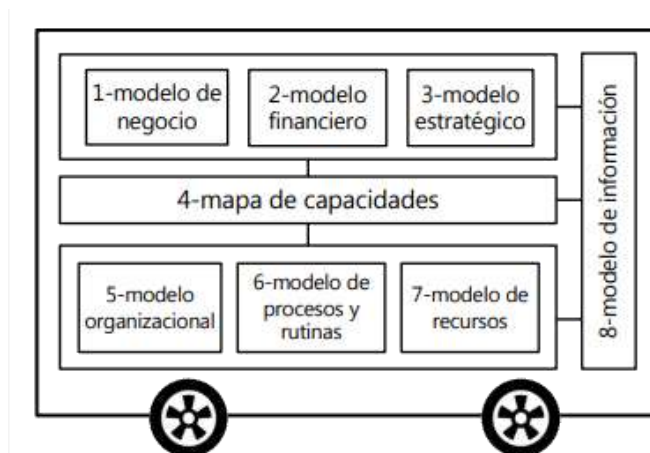 1-modelo de
negocio
2-modelo
financiero
3-modelo
estratégico
4-mapa de capacidades
5-modelo
organizacional
6-modelo de
procesos y
rutinas
7-modelo de
recursos
8-modelo de información